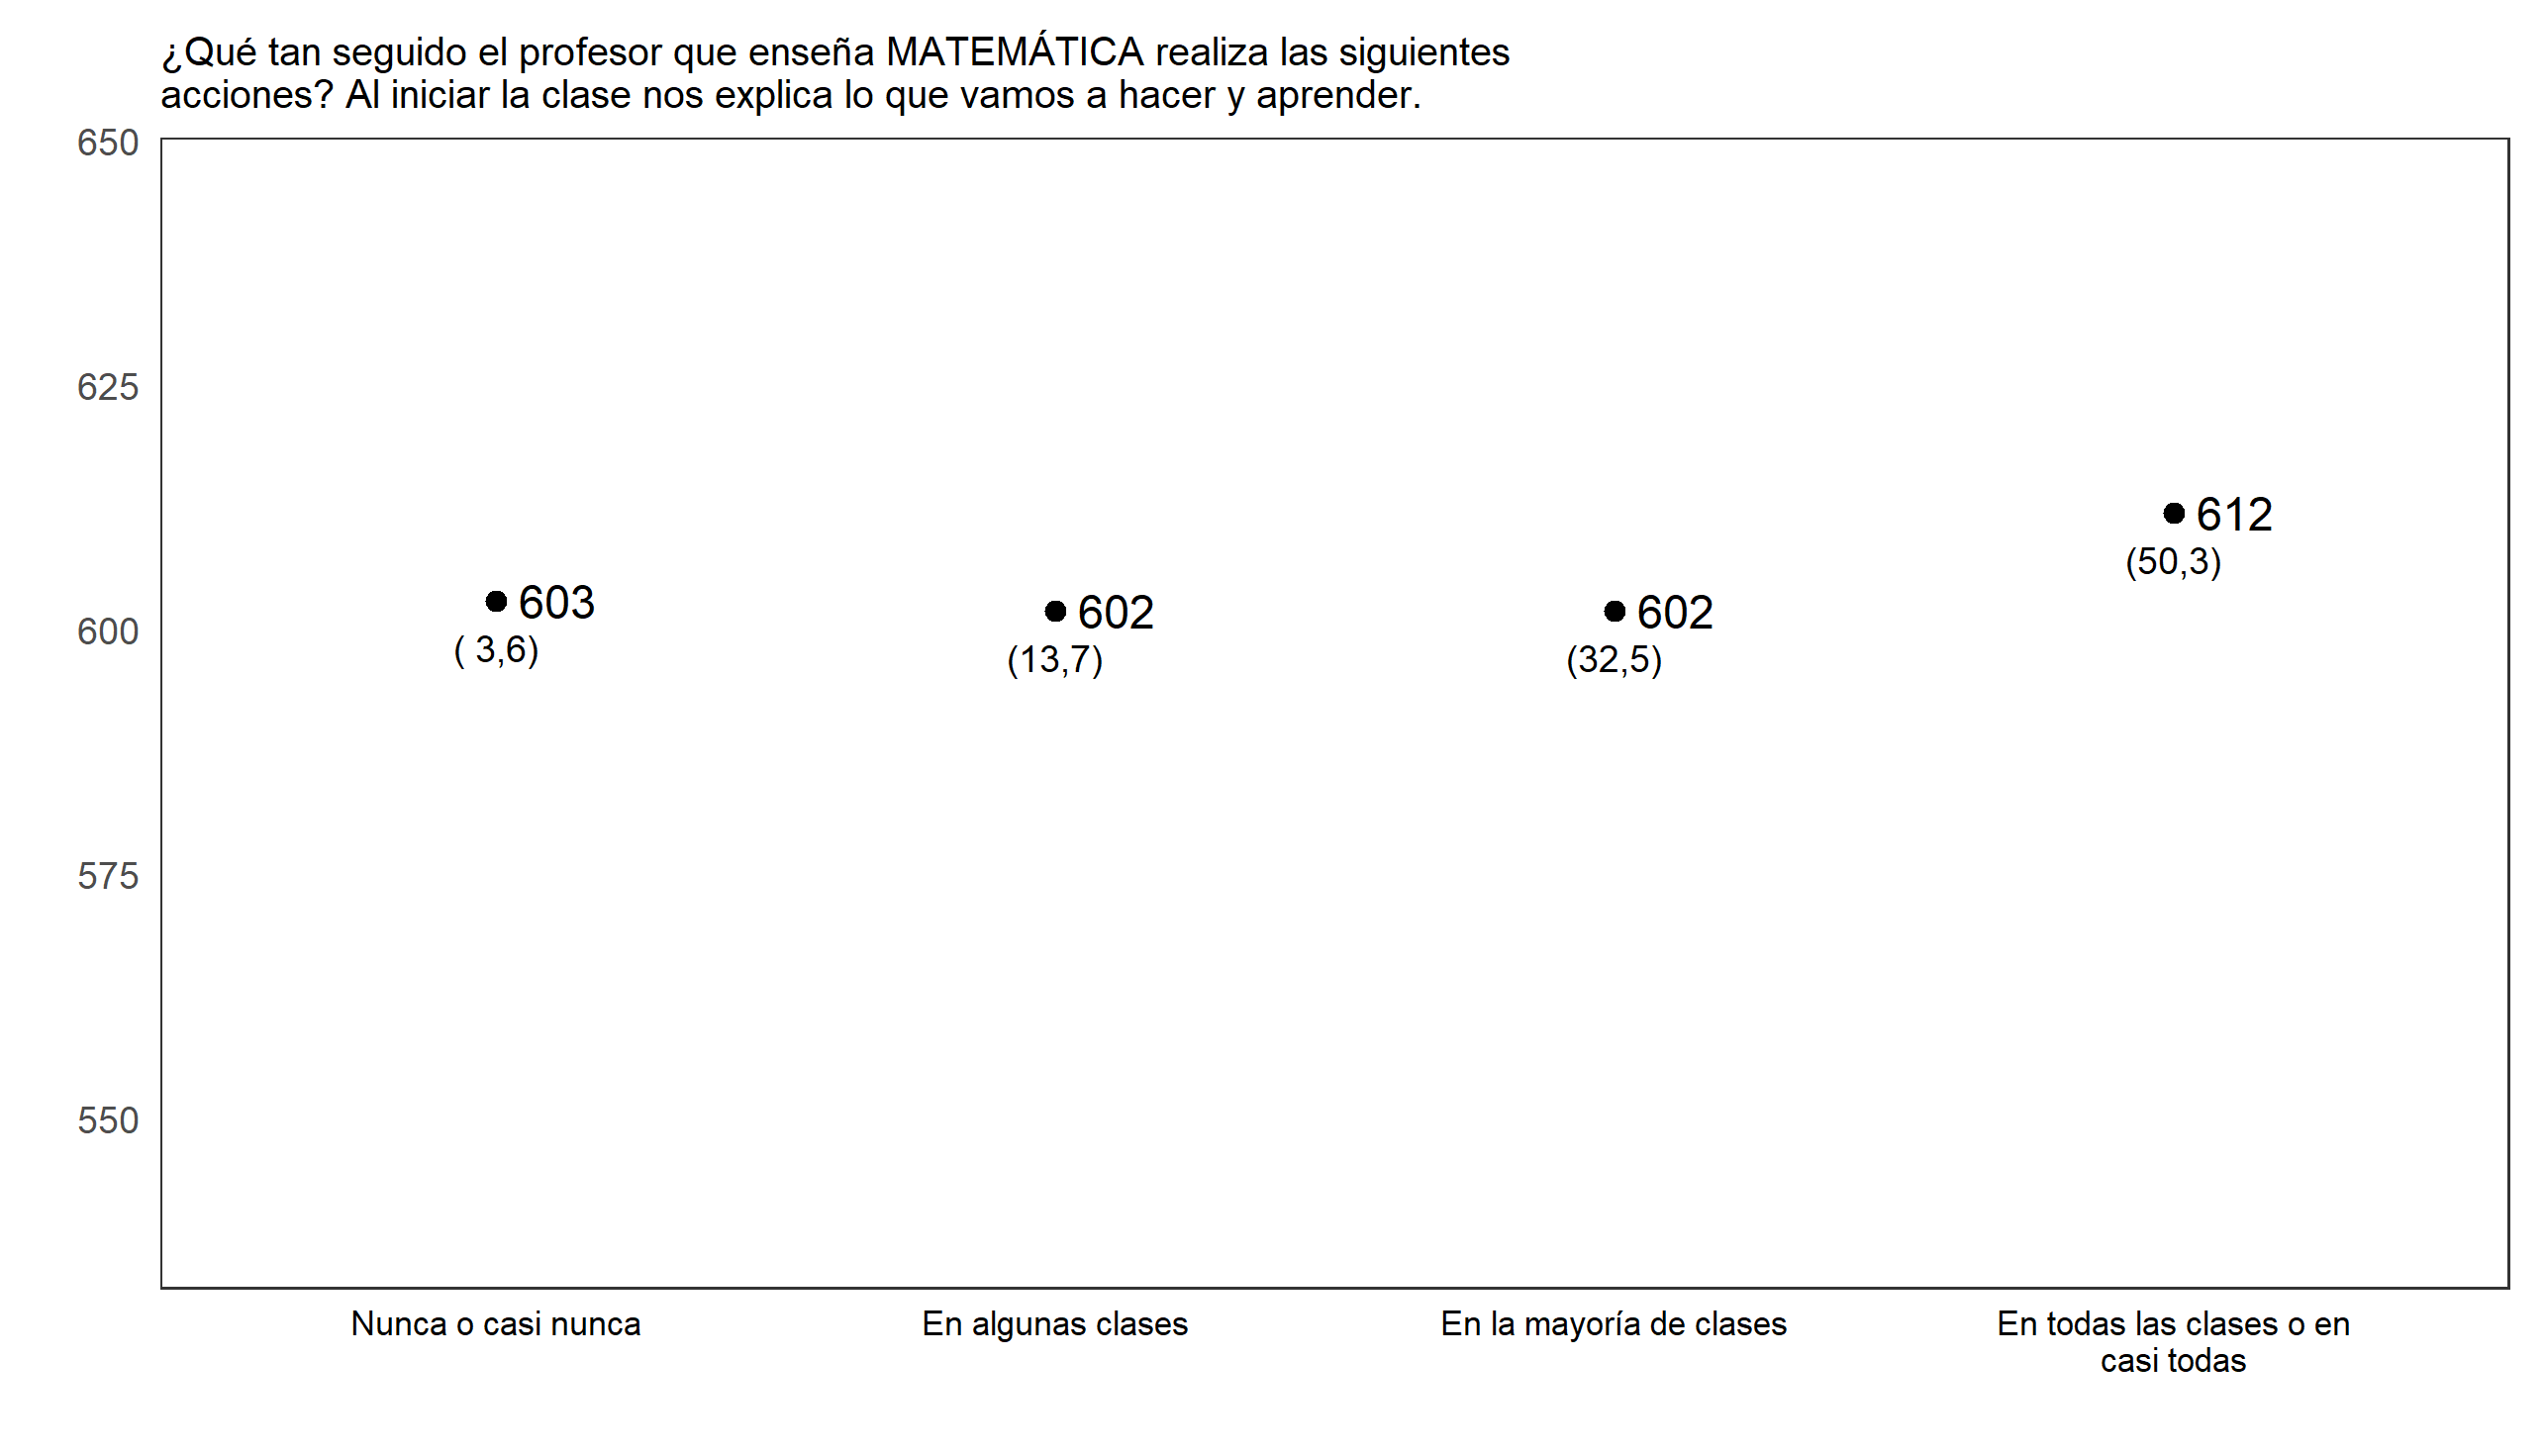 ¿Qué tan seguido el profesor que enseña MATEMÁTICA realiza las siguientes
acciones? Al iniciar la clase nos explica lo que vamos a hacer y aprender.
650
625
600
575
550
603
( 3,6)
602
(13,7)
602
(32,5)
612
(50,3)
Nunca o casi nunca
En algunas clases
En la mayoría de clases
En todas las clases o en
casi todas